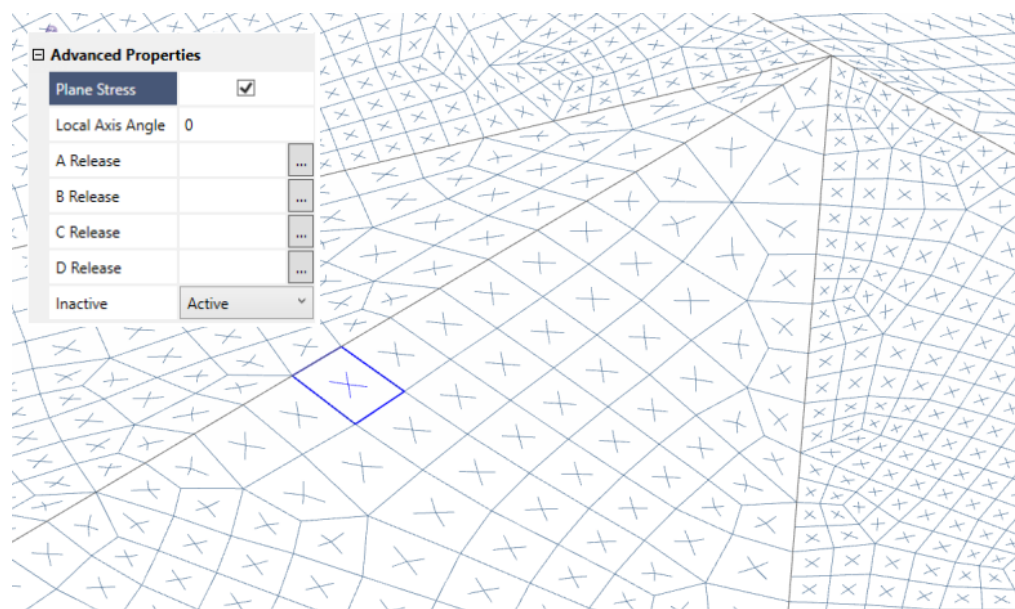 Advanced Properties
Plane Stress
Local Axis Angle 0
A Release ...
B Release ...
C Release ...
D Release ...
Inactive Active